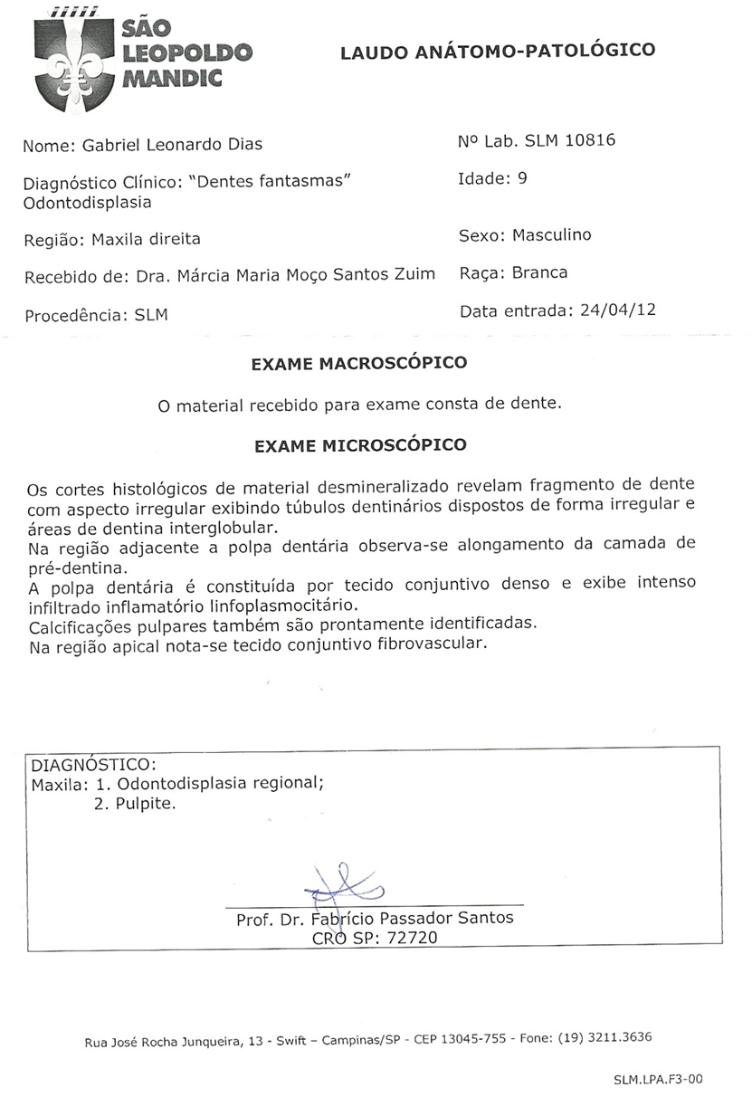 SÃO
LEOPOLDO
MANDIC
LAUDO ANÁTOMO-PATOLÓGICO
Nome: Gabriel Leonardo Dias
Nº Lab. SLM 10816
Diagnóstico Clínico: “Dentes fantasmas”
Odontodisplasia
Idade: 9
Região: Maxila direita
Sexo: Masculino
Recebido de: Dra. Márcia Maria Moço Santos Zuim
Raça: Branca
Procedência: SLM
Data entrada: 24/04/12
EXAME MACROSCÓPICO
O material recebido para exame consta de dente.
EXAME MICROSCÓPICO
Os cortes histológicos de material desmineralizado revelam fragmento de dente
com aspecto irregular exibindo túbulos dentinários dispostos de forma irregular e
áreas de dentina interglobular.
Na região adjacente a polpa dentária observa-se alongamento da camada de
pré-dentina.
A polpa dentária é constituída por tecido conjuntivo denso e exibe intenso
infiltrado inflamatório linfoplasmocitário.
Calcificações pulpares também são prontamente identificadas.
Na região apical nota-se tecido conjuntivo fibrovascular.
DIAGNÓSTICO:
Maxila: 1. Odontodisplasia regional;
2. Pulpite.
Prof. Dr. Fabrício Passador Santos
CRO SP: 72720
Rua José Rocha Junqueira, 13 - Swift – Campinas/SP - CEP 13045-755 - Fone: (19) 3211.3636
SLM.LPA.F3-00